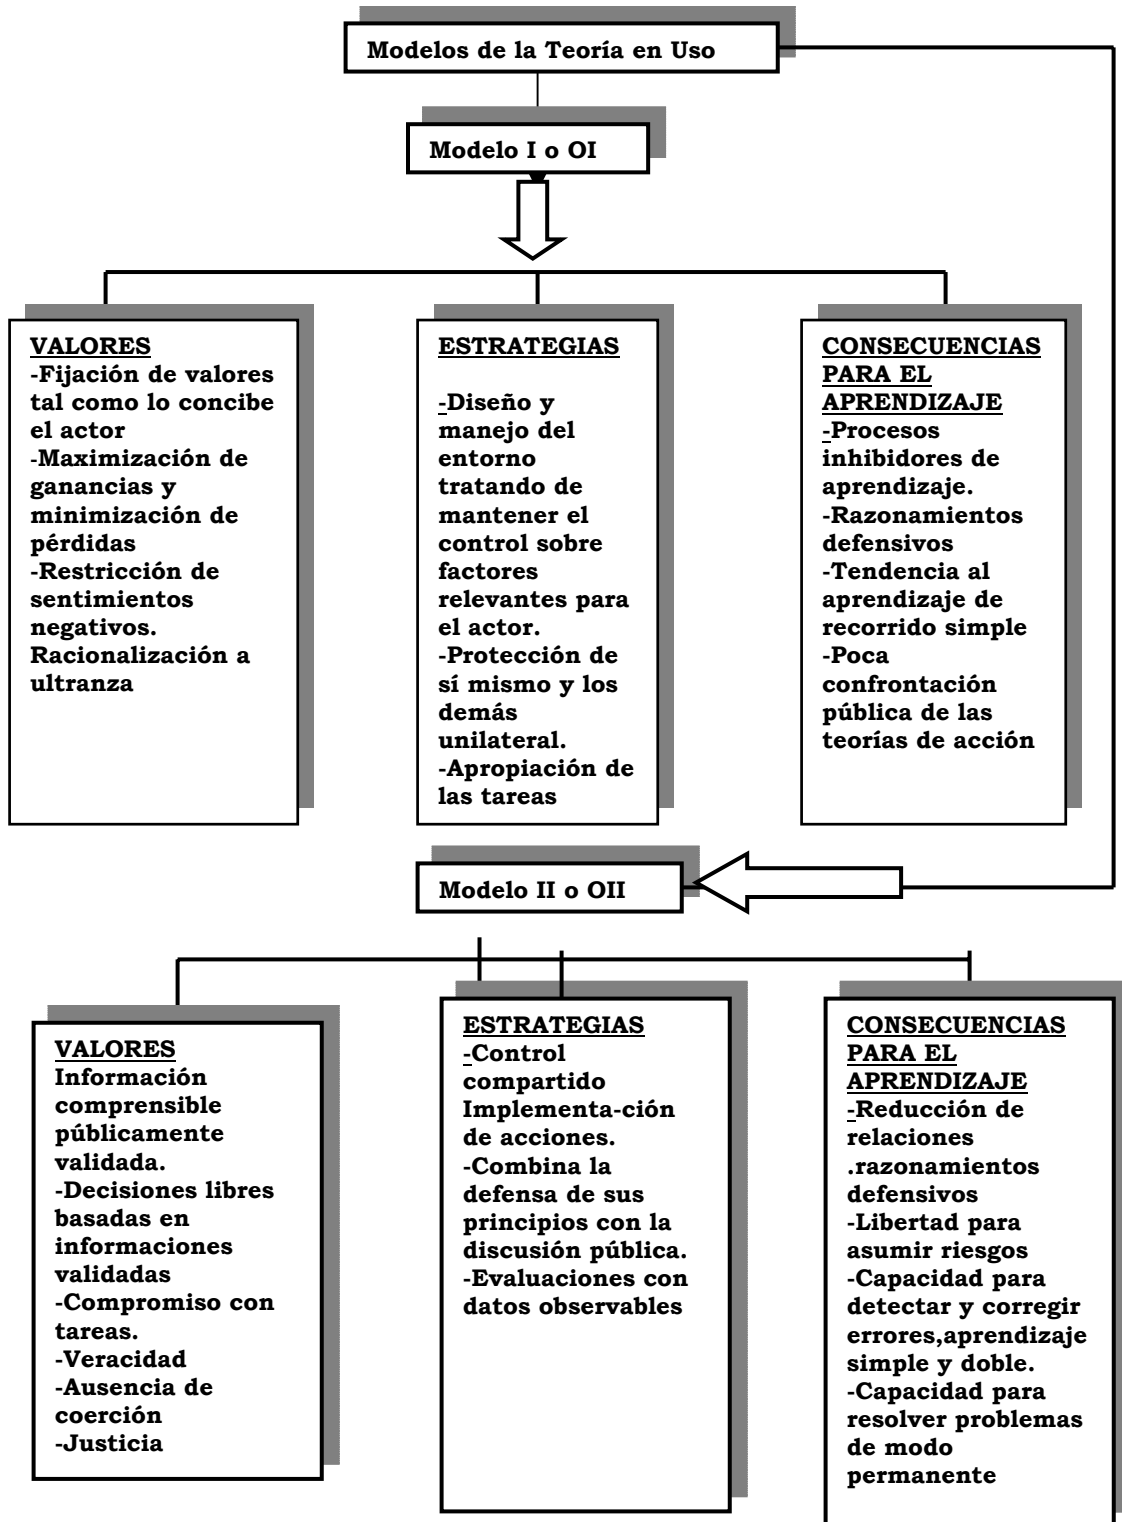 Modelos de la Teoría en Uso
Modelo I o OI
VALORES
-Fijación de valores
tal como lo concibe
el actor
-Maximización de
ganancias y
minimización de
pérdidas
-Restricción de
sentimientos
negativos.
Racionalización a
ultranza
ESTRATEGIAS
-Diseño y
manejo del
entorno
tratando de
mantener el
control sobre
factores
relevantes para
el actor.
-Protección de
sí mismo y los
demás
unilateral.
-Apropiación de
las tareas
CONSECUENCIAS
PARA EL
APRENDIZAJE
-Procesos
inhibidores de
aprendizaje.
-Razonamientos
defensivos
-Tendencia al
aprendizaje de
recorrido simple
-Poca
confrontación
pública de las
teorías de acción
Modelo II o OII
VALORES
Información
comprensible
públicamente
validada.
-Decisiones libres
basadas en
informaciones
validadas
-Compromiso con
tareas.
-Veracidad
-Ausencia de
coerción
-Justicia
ESTRATEGIAS
-Control
compartido
Implementa-ción
de acciones.
-Combina la
defensa de sus
principios con la
discusión pública.
-Evaluaciones con
datos observables
CONSECUENCIAS
PARA EL
APRENDIZAJE
-Reducción de
relaciones
.razonamientos
defensivos
-Libertad para
asumir riesgos
-Capacidad para
detectar y corregir
errores,aprendizaje
simple y doble.
-Capacidad para
resolver problemas
de modo
permanente